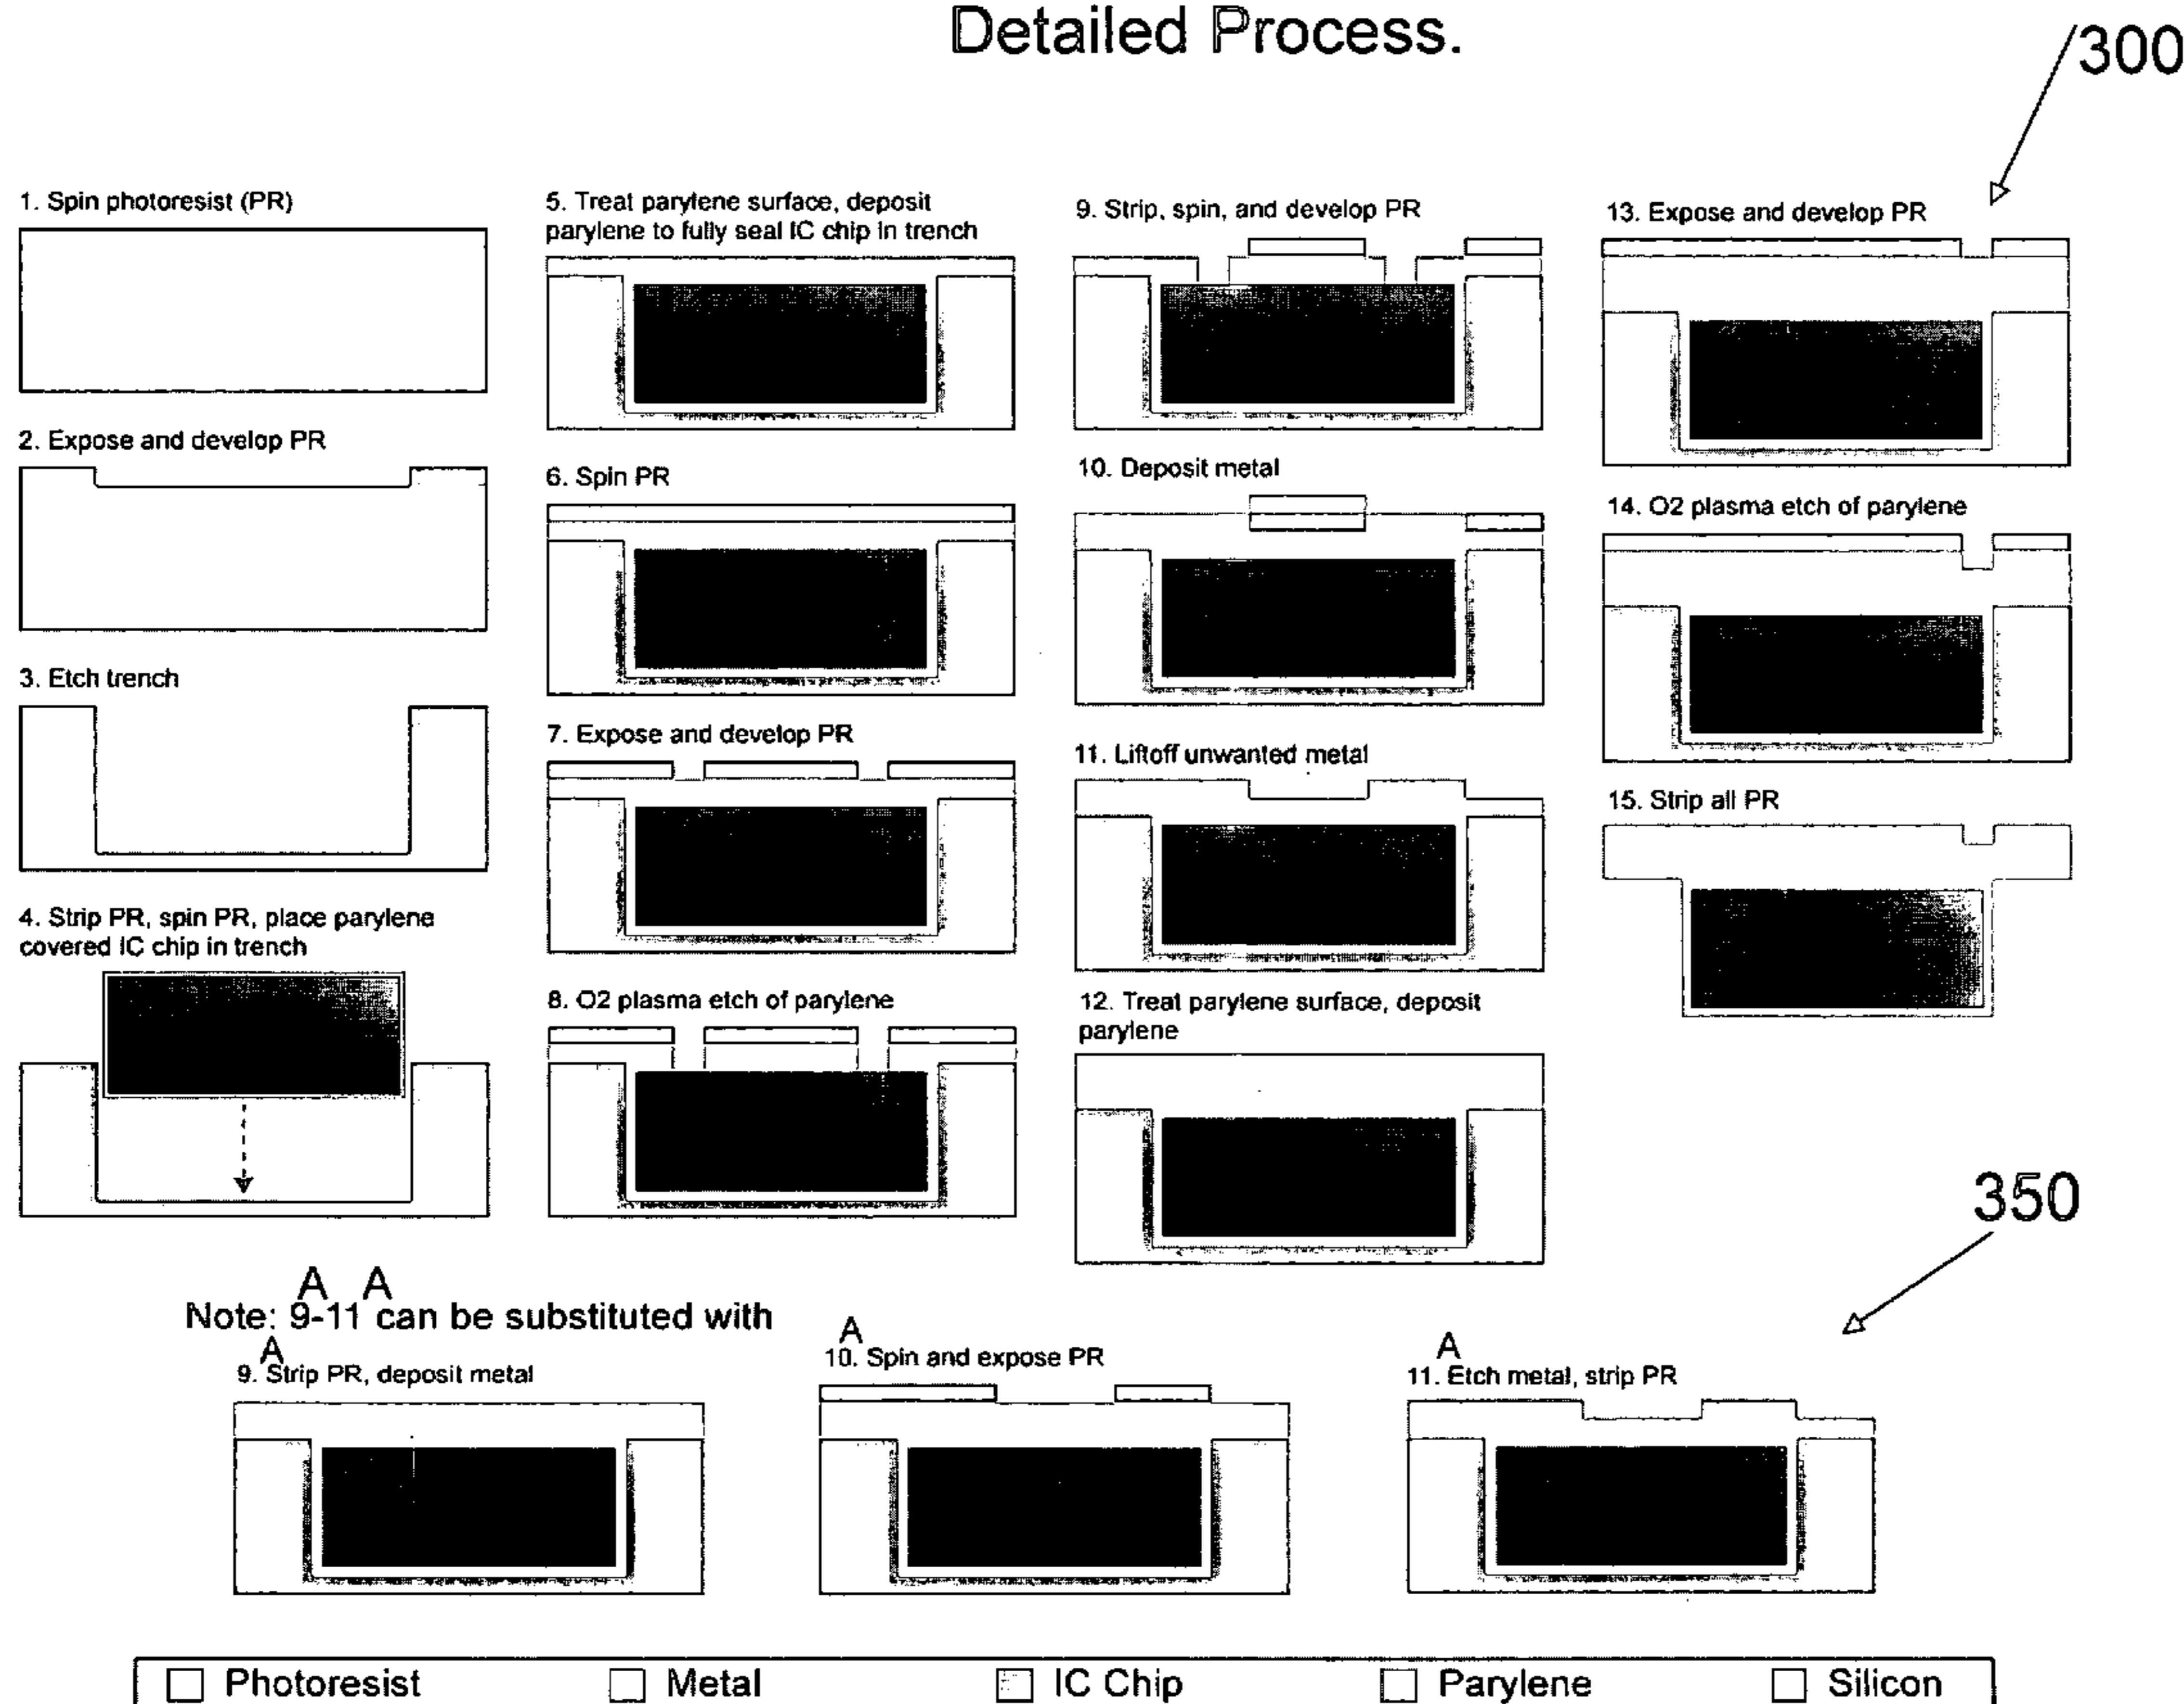 Detailed Process.
300
1. Spin photoresist (PR)
2. Expose and develop PR
3. Etch trench
4. Strip PR, spin PR, place parylene
covered IC chip in trench
5. Treat parylene surface, deposit
parylene to fully seal IC chip in trench
6. Spin PR
7. Expose and develop PR
8. O2 plasma etch of parylene
9. Strip, spin, and develop PR
10. Deposit metal
11. Liftoff unwanted metal
12. Treat parylene surface, deposit
parylene
13. Expose and develop PR
14. O2 plasma etch of parylene
15. Strip all PR
350
A A
Note: 9-11 can be substituted with
A
9. Strip PR, deposit metal
A
10. Spin and expose PR
A
11. Etch metal, strip PR
Photoresist Metal IC Chip Parylene Silicon